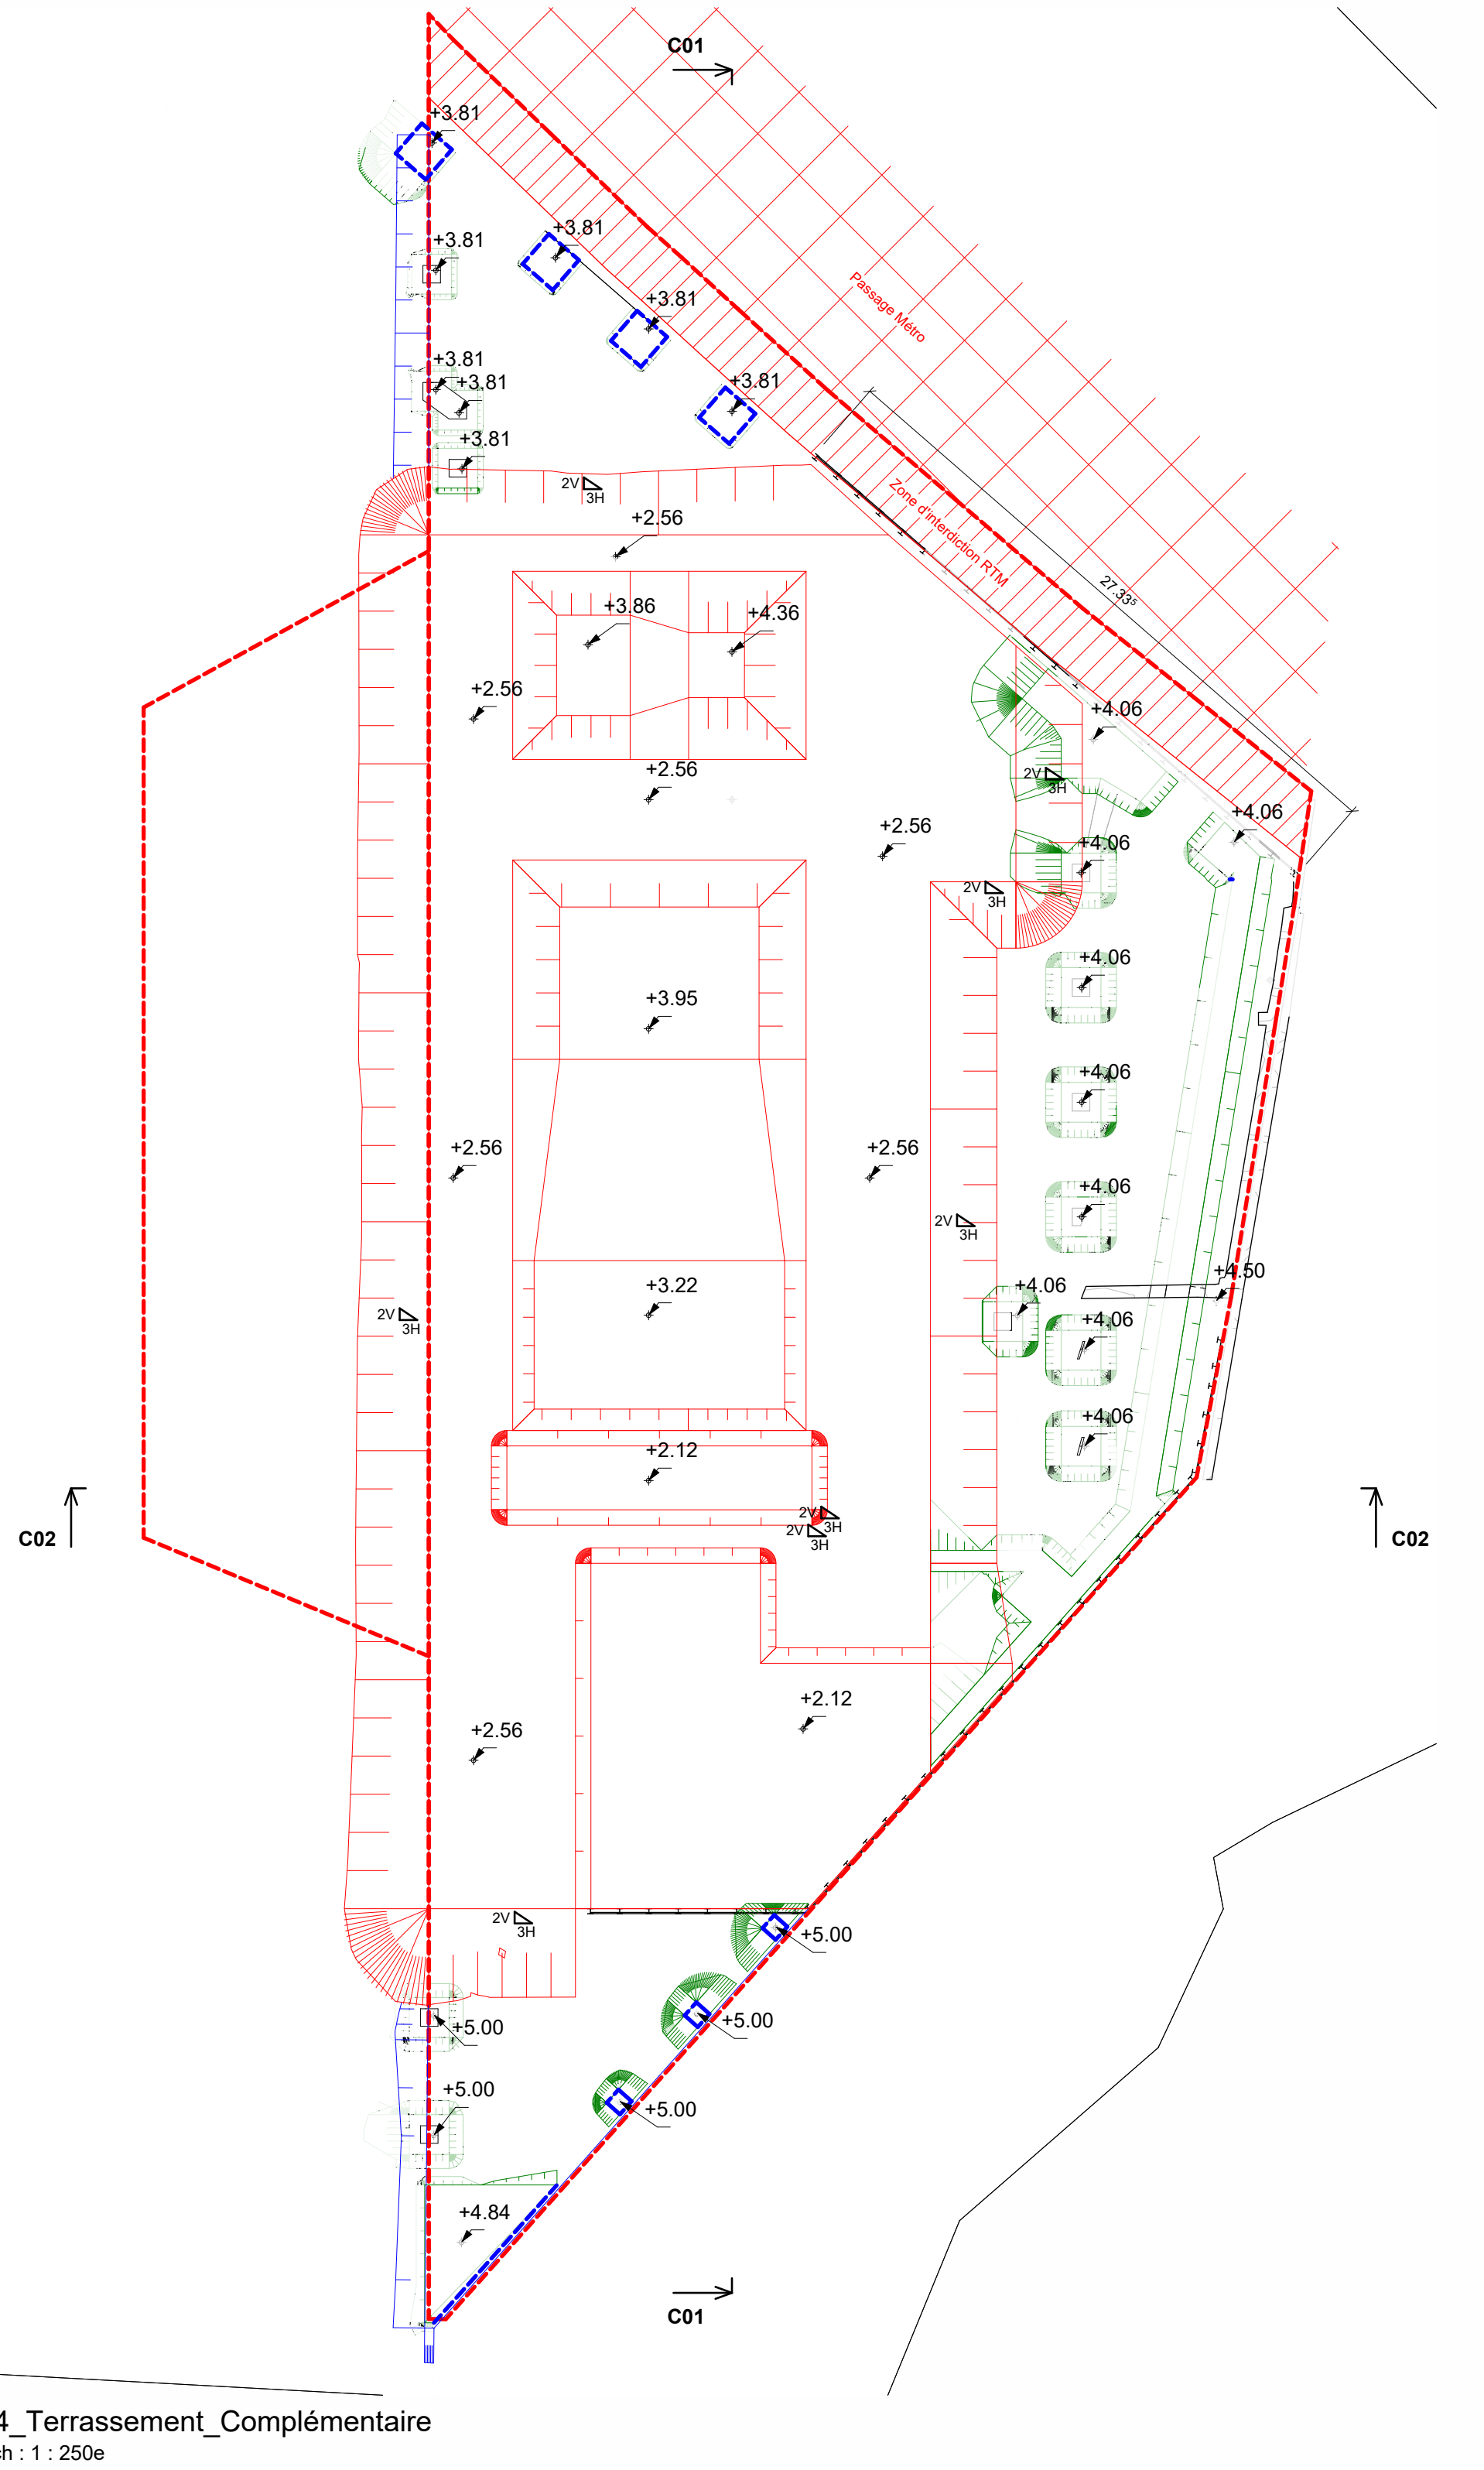 C01
+3.81
+3.81
+3.81
Passage Métro
+3.81
+3.81
+3.81
+3.81
+3.81
2V
3H
Zone d'interdiction RTM
+2.56
27.33⁵
+3.86
+4.36
+2.56
+4.06
+2.56
2V
3H
+4.06
+2.56
+4.06
2V
3H
+4.06
+3.95
+4.06
+2.56
+2.56
+4.06
2V
3H
+4.50
+3.22
+4.06
2V
3H
+4.06
+4.06
+2.12
2V
3H
2V
3H
C02
C02
+2.12
+2.56
2V
3H
+5.00
+5.00
+5.00
+5.00
+5.00
+4.84
C01
4_Terrassement_Complémentaire
ch : 1 : 250e